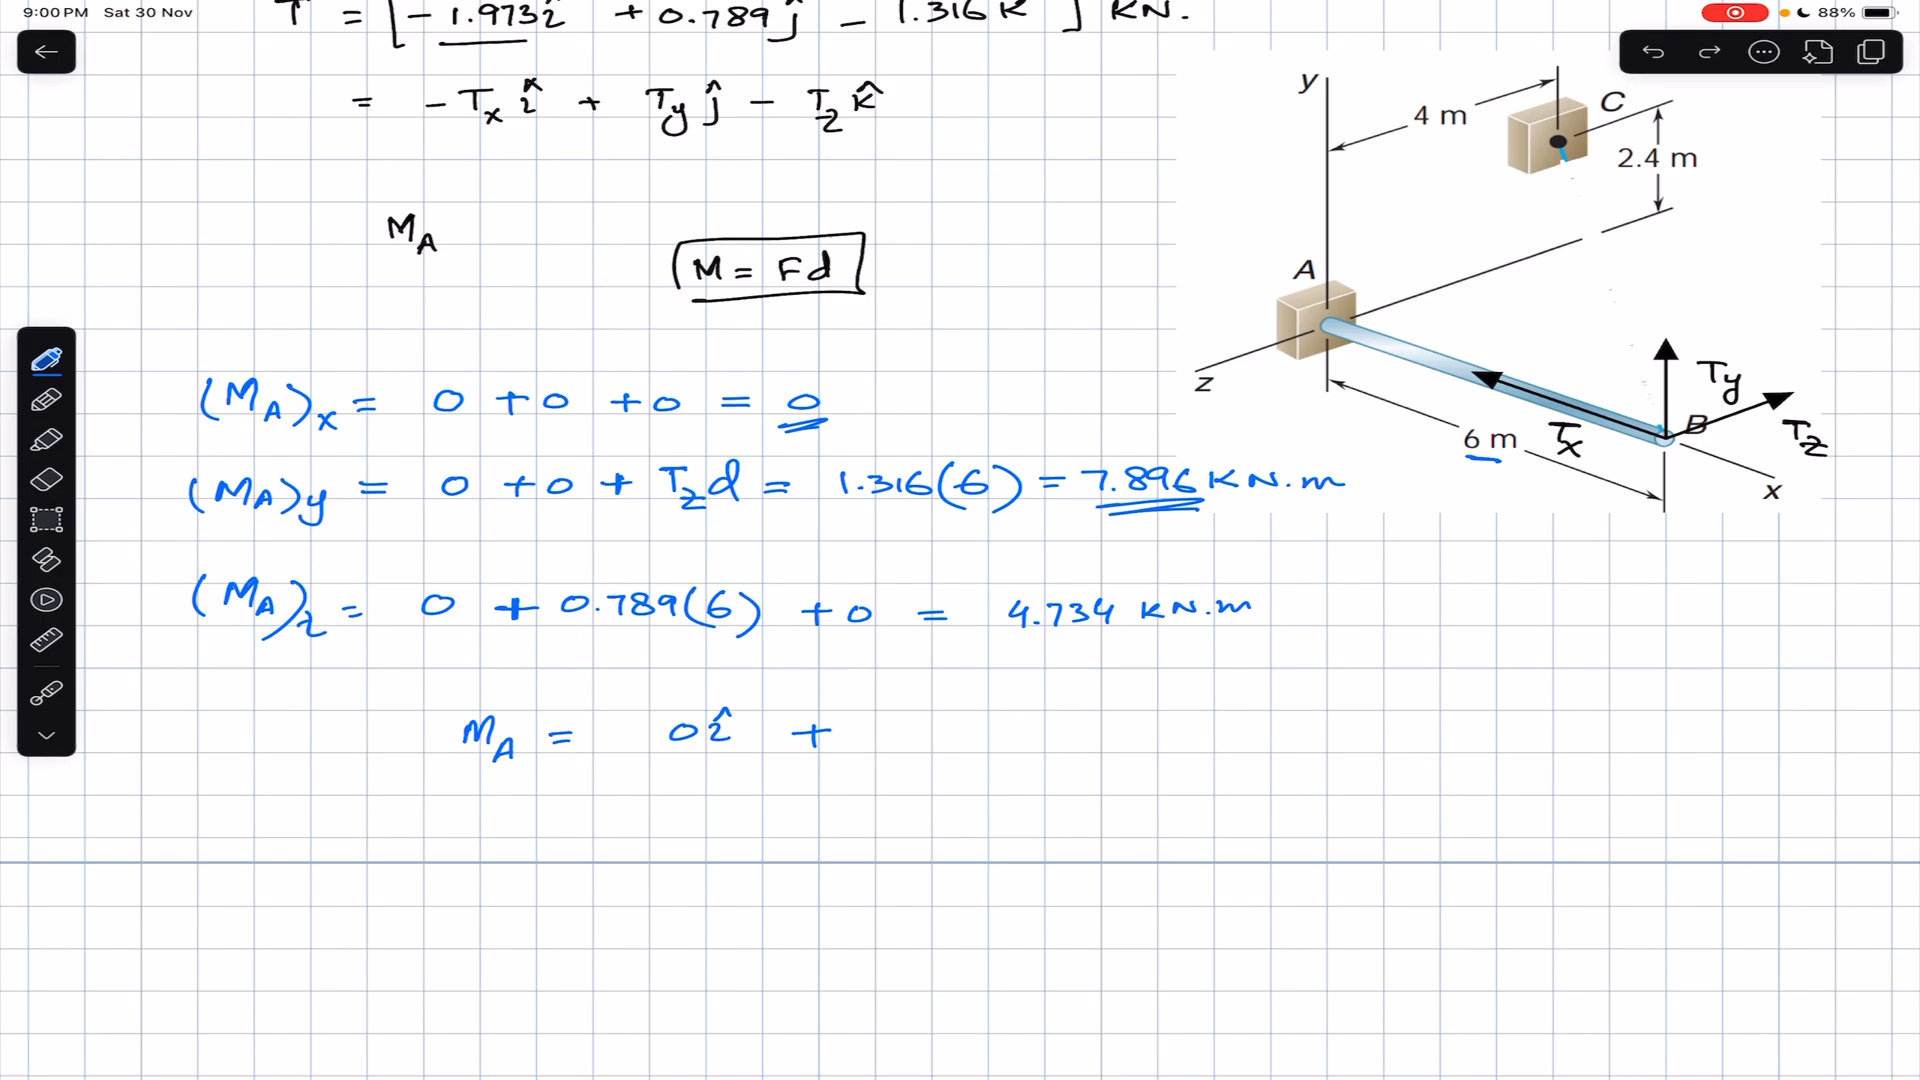 9:00 PM Sat 30 Nov
88%
T = [ - 1.973î + 0.789ĵ - 1.316 k ] KN.
= - Tx î + Ty ĵ - Tz k̂
MA
M = Fd
(MA)x = 0 + 0 + 0 = 0
(MA)y = 0 + 0 + Tz d = 1.316(6) = 7.896 KN.m
(MA)z = 0 + 0.789(6) + 0 = 4.734 KN.m
MA = 0î +
y
4 m
C
2.4 m
A
z
Ty
B
Tz
6 m
Tx
x